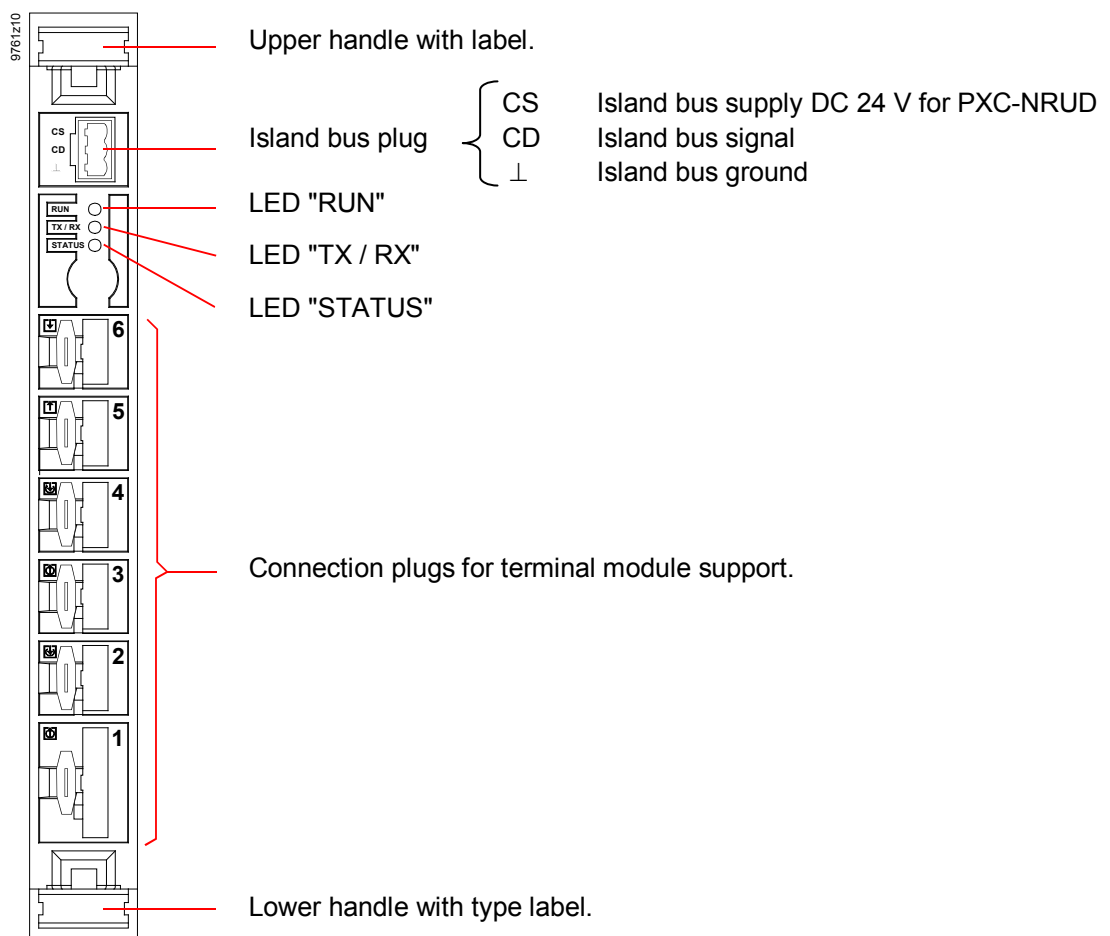 9761z10
Upper handle with label.
CS Island bus supply DC 24 V for PXC-NRUD
Island bus plug CD Island bus signal
⊥ Island bus ground
CS
CD
⊥
LED "RUN"
LED "TX / RX"
LED "STATUS"
RUN
TX / RX
STATUS
6
5
4
3
2
1
Connection plugs for terminal module support.
Lower handle with type label.